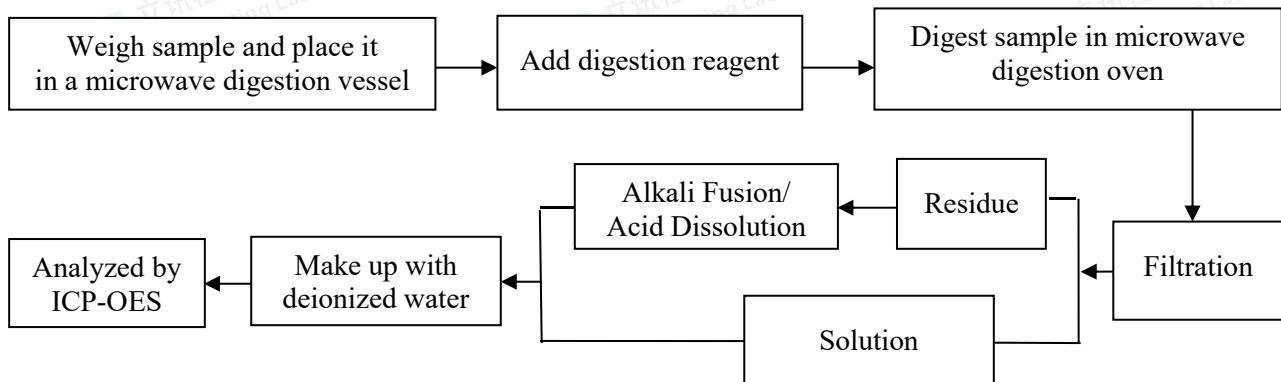 Weigh sample and place it
in a microwave digestion vessel
Add digestion reagent
Digest sample in microwave
digestion oven
Filtration
Residue
Alkali Fusion/
Acid Dissolution
Solution
Make up with
deionized water
Analyzed by
ICP-OES